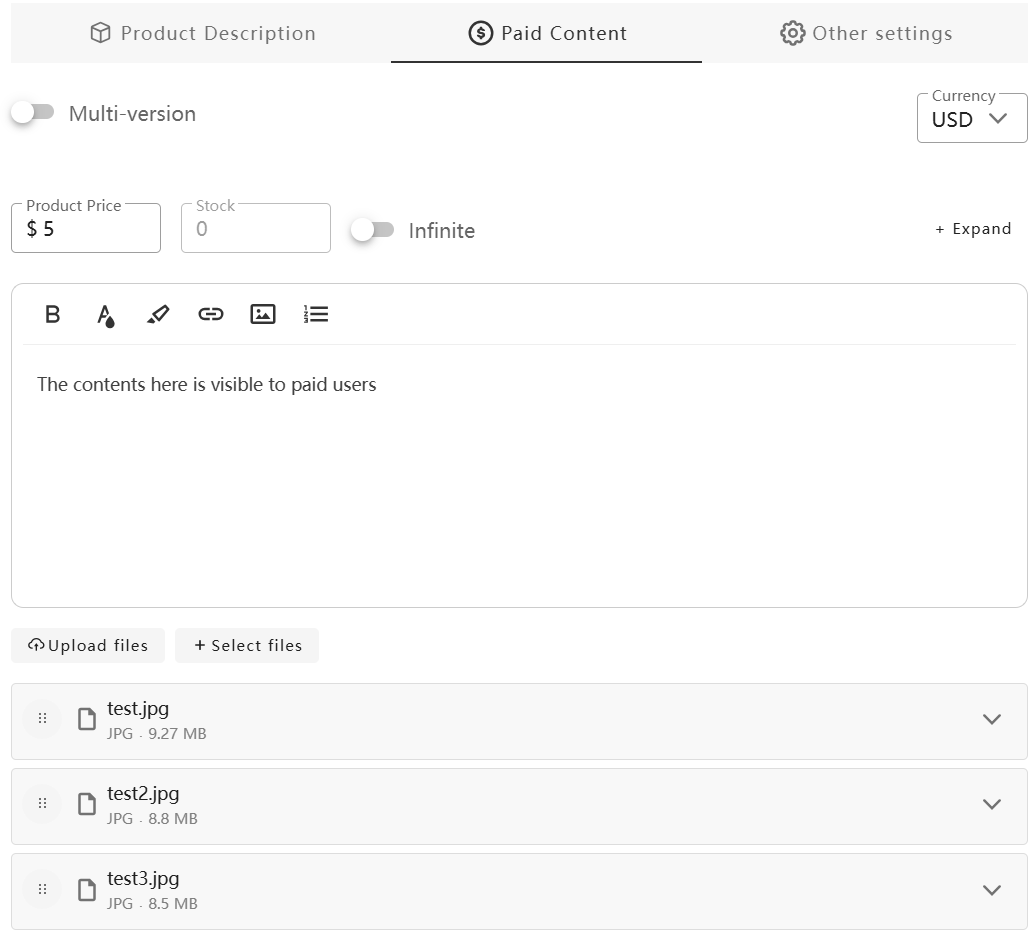 Product Description
Paid Content
Other settings
Multi-version
Currency
USD
Product Price
$ 5
Stock
0
Infinite
+ Expand
The contents here is visible to paid users
Upload files
+ Select files
test.jpg
JPG · 9.27 MB
test2.jpg
JPG · 8.8 MB
test3.jpg
JPG · 8.5 MB